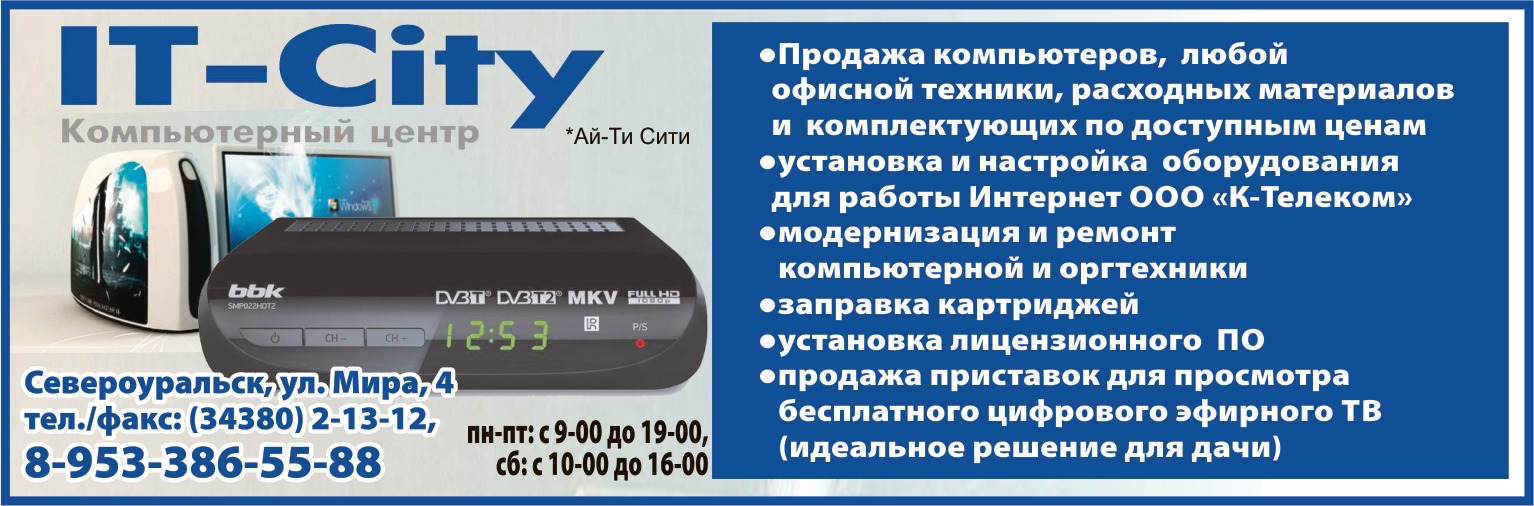 IT-City
Компьютерный центр
*Ай-Ти Сити
Windows
bbk
SMP022HDT2
DVB T® DVB T2® MKV FULL HD
1080p
CH –
CH +
12:53
P/S
Североуральск, ул. Мира, 4
тел./факс: (34380) 2-13-12,
8-953-386-55-88
пн-пт: с 9-00 до 19-00,
сб: с 10-00 до 16-00
•Продажа компьютеров, любой
офисной техники, расходных материалов
и комплектующих по доступным ценам
•установка и настройка оборудования
для работы Интернет ООО «К-Телеком»
•модернизация и ремонт
компьютерной и оргтехники
•заправка картриджей
•установка лицензионного ПО
•продажа приставок для просмотра
бесплатного цифрового эфирного ТВ
(идеальное решение для дачи)